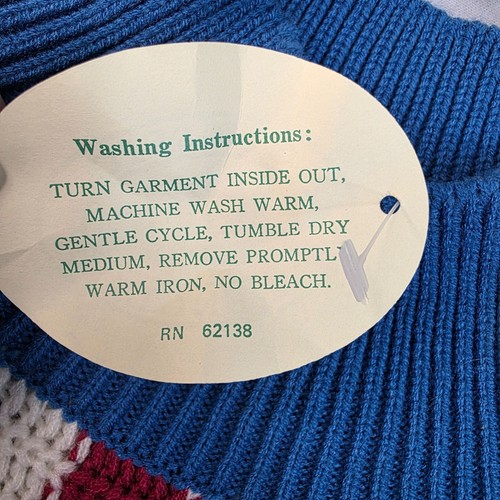 Washing Instructions:
TURN GARMENT INSIDE OUT,
MACHINE WASH WARM,
GENTLE CYCLE, TUMBLE DRY
MEDIUM, REMOVE PROMPTLY
WARM IRON, NO BLEACH.
RN 62138